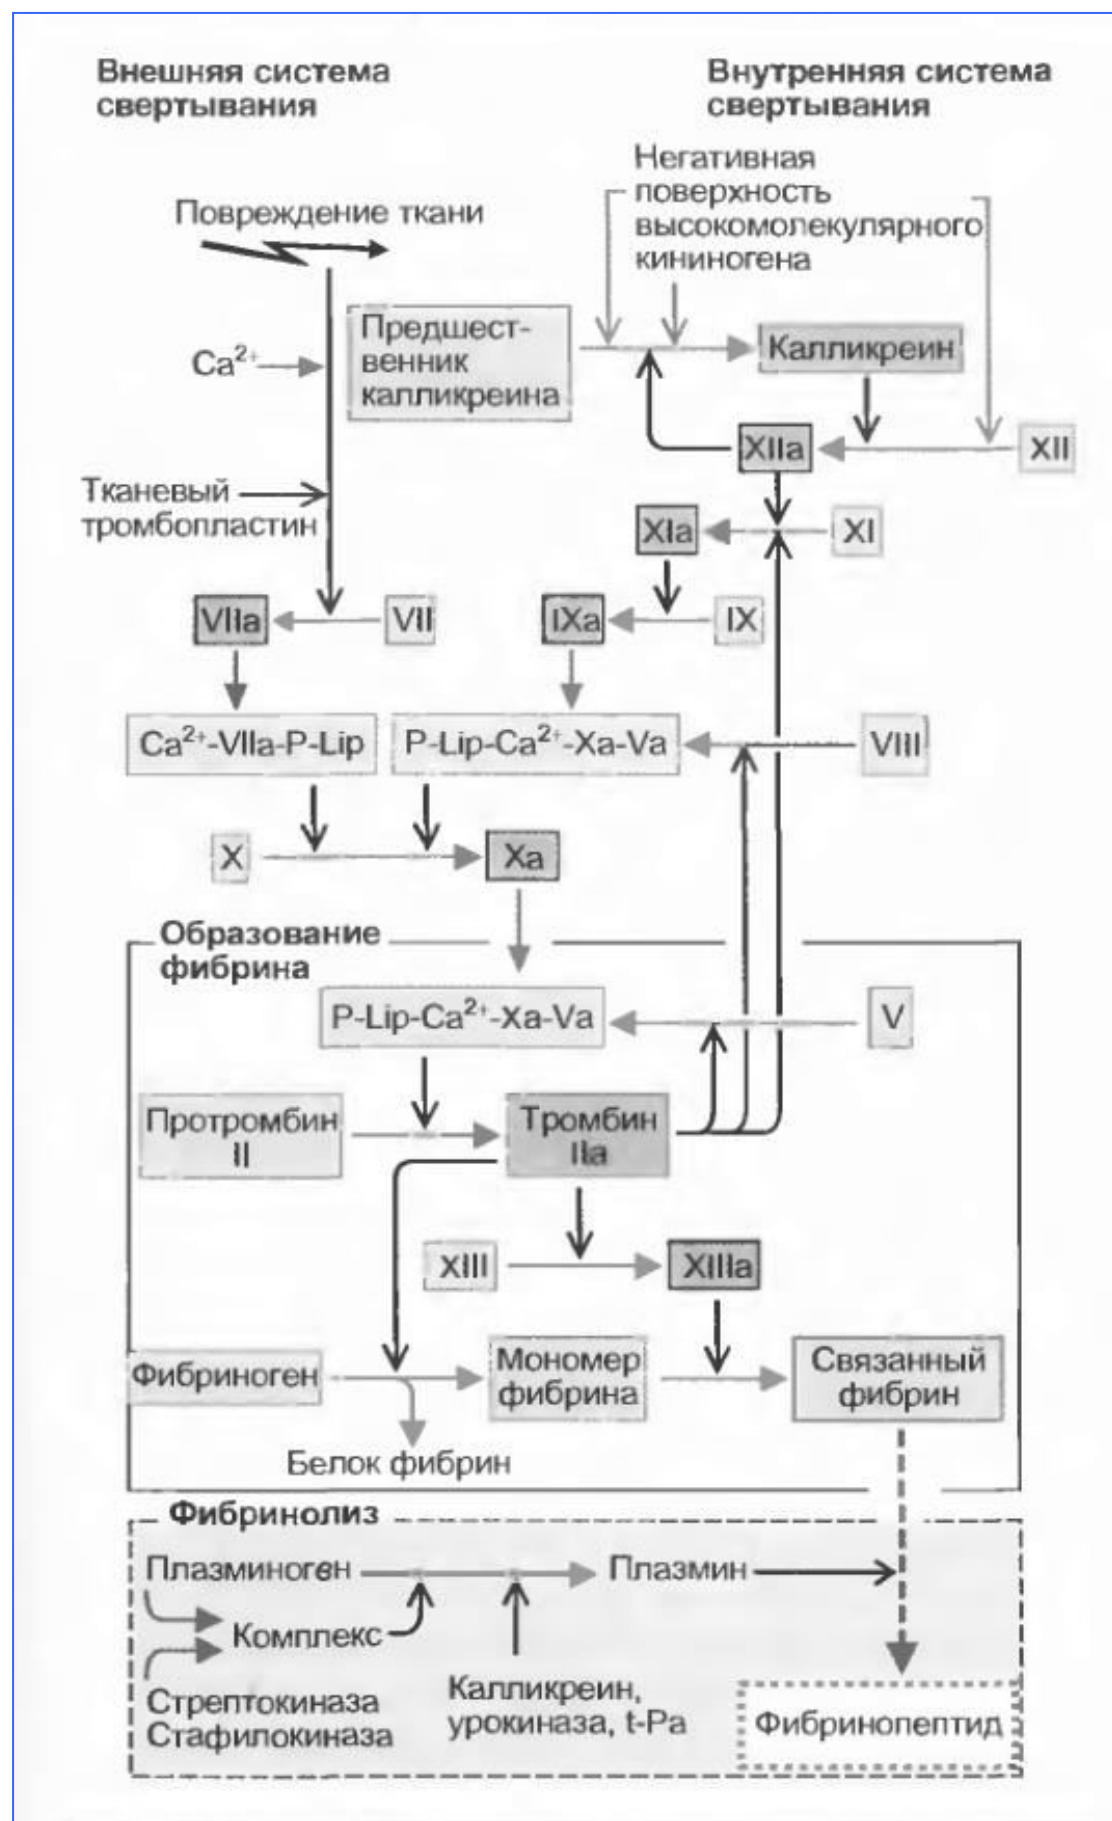 Внешняя система
свертывания
Внутренняя система
свертывания
Негативная
поверхность
высокомолекулярного
кининогена
Повреждение ткани
Ca²⁺
Предшест-
венник
калликреина
Калликреин
XIIa
XII
Тканевый
тромбопластин
XIa
XI
VIIa
VII
IXa
IX
Ca²⁺-VIIa-P-Lip
P-Lip-Ca²⁺-Xa-Va
VIII
X
Xa
Образование
фибрина
P-Lip-Ca²⁺-Xa-Va
V
Протромбин
II
Тромбин
IIa
XIII
XIIIa
Фибриноген
Мономер
фибрина
Связанный
фибрин
Белок фибрин
Фибринолиз
Плазминоген
Плазмин
Комплекс
Стрептокиназа
Стафилокиназа
Калликреин,
урокиназа, t-Pa
Фибринопептид